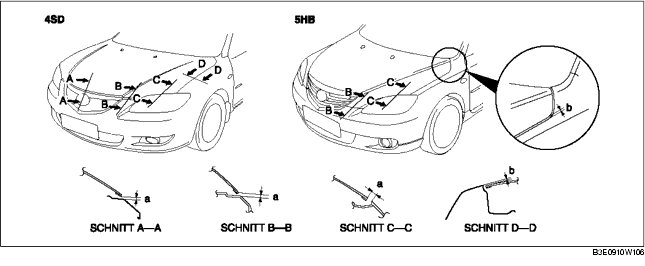 4SD
5HB
A
A
B
B
C
C
D
D
B
B
C
C
b
a
a
a
b
SCHNITT A—A
SCHNITT B—B
SCHNITT C—C
SCHNITT D—D
B3E0910W106